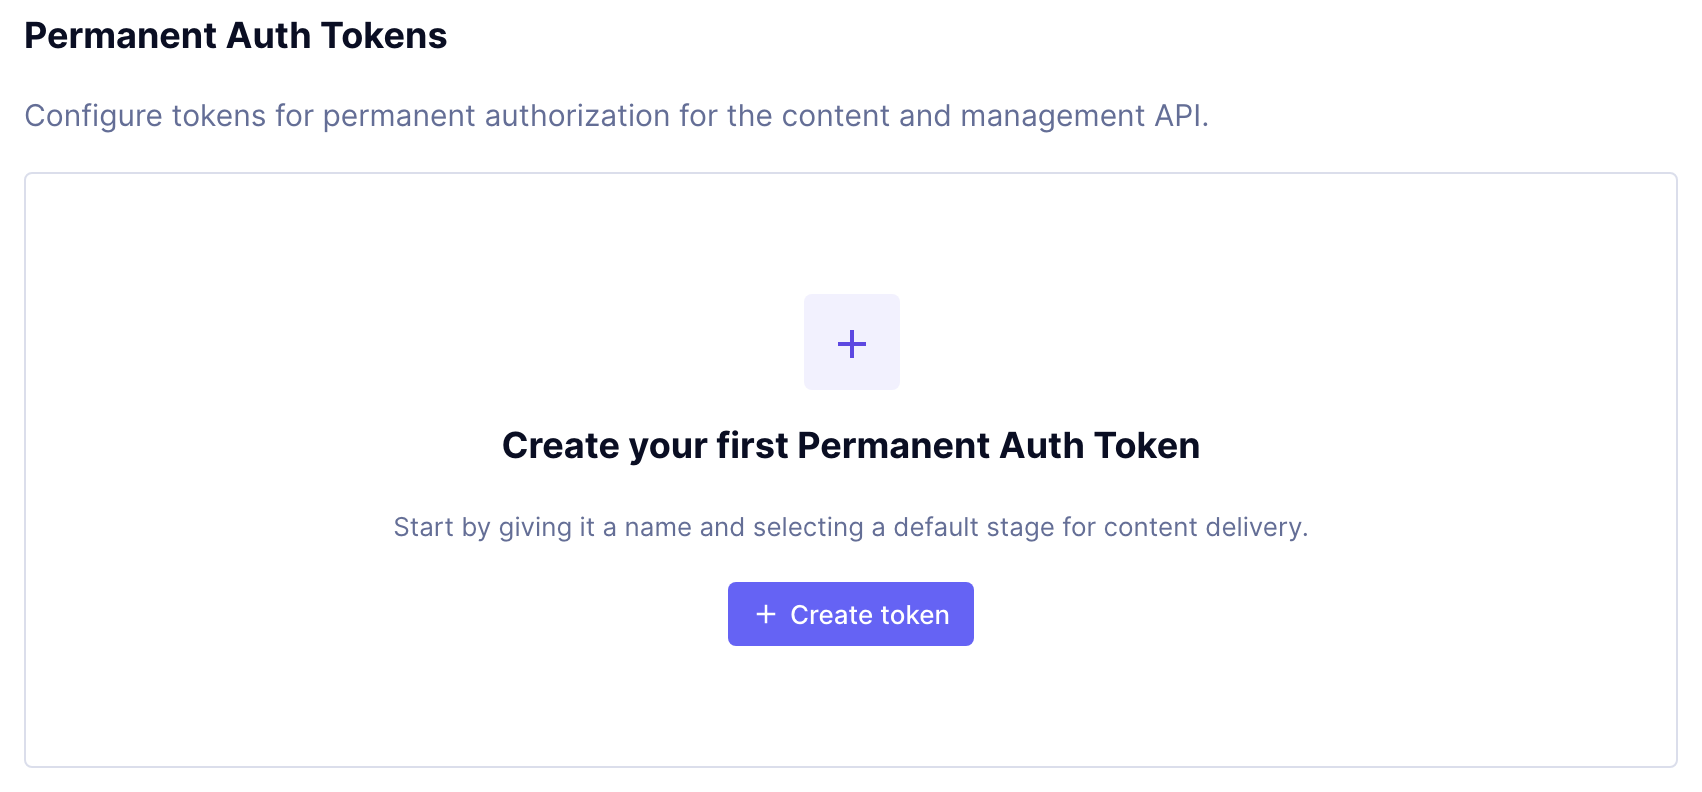 Permanent Auth Tokens
Configure tokens for permanent authorization for the content and management API.
Create your first Permanent Auth Token
Start by giving it a name and selecting a default stage for content delivery.
+ Create token